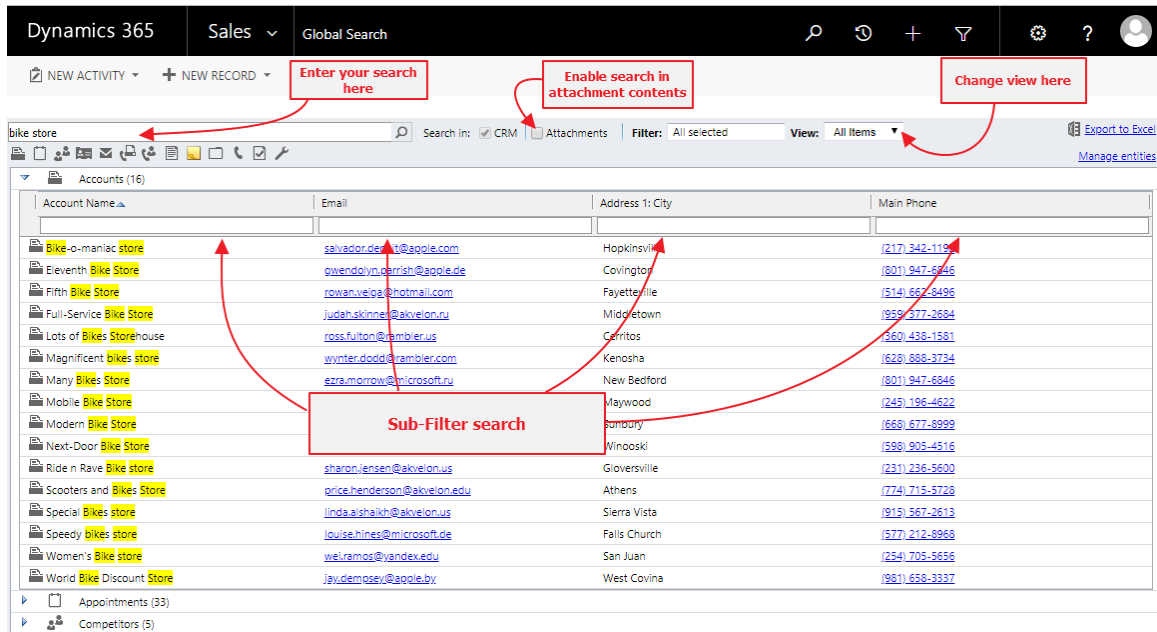 Dynamics 365 Sales Global Search ?
NEW ACTIVITY NEW RECORD
Enter your search
here
Enable search in
attachment contents
Change view here
bike store Search in: CRM Attachments Filter: All selected View: All Items Export to Excel
Manage entities
Accounts (16)
Account Name Email Address 1: City Main Phone
Bike-o-maniac store salvador.de @apple.com Hopkinsville (217) 342-119
Eleventh Bike Store gwendolyn.parrish@apple.de Covington (801) 947-6846
Fifth Bike Store rowan.veiga@hotmail.com Fayetteville (514) 662-8496
Full-Service Bike Store judah.skinner@akvelon.ru Middletown (959) 377-2684
Lots of Bikes Storehouse ross.fulton@rambler.us Cerritos (360) 438-1581
Magnificent bikes store wynter.dodd@rambler.com Kenosha (628) 888-3734
Many Bikes Store ezra.morrow@microsoft.ru New Bedford (801) 947-6846
Mobile Bike Store Maywood (245) 196-4622
Modern Bike Store Sunbury (668) 677-8999
Next-Door Bike Store Winooski (598) 905-4516
Sub-Filter search
Ride n Rave Bike store sharon.jensen@akvelon.us Gloversville (231) 236-5600
Scooters and Bikes Store price.henderson@akvelon.edu Athens (774) 715-5728
Special Bikes store linda.alshaikh@akvelon.us Sierra Vista (915) 567-2613
Speedy bikes store louise.hines@microsoft.de Falls Church (577) 212-8968
Women's Bike store wei.ramos@yandex.edu San Juan (254) 705-5656
World Bike Discount Store jay.dempsey@apple.by West Covina (981) 658-3337
Appointments (33)
Competitors (5)